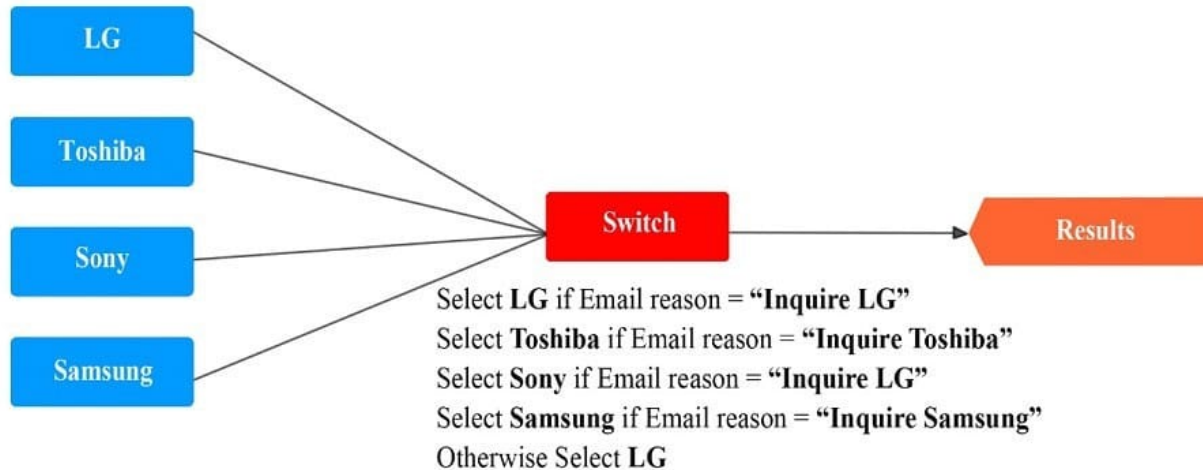 LG
Toshiba
Sony
Samsung
Switch
Results
Select LG if Email reason = “Inquire LG”
Select Toshiba if Email reason = “Inquire Toshiba”
Select Sony if Email reason = “Inquire LG”
Select Samsung if Email reason = “Inquire Samsung”
Otherwise Select LG